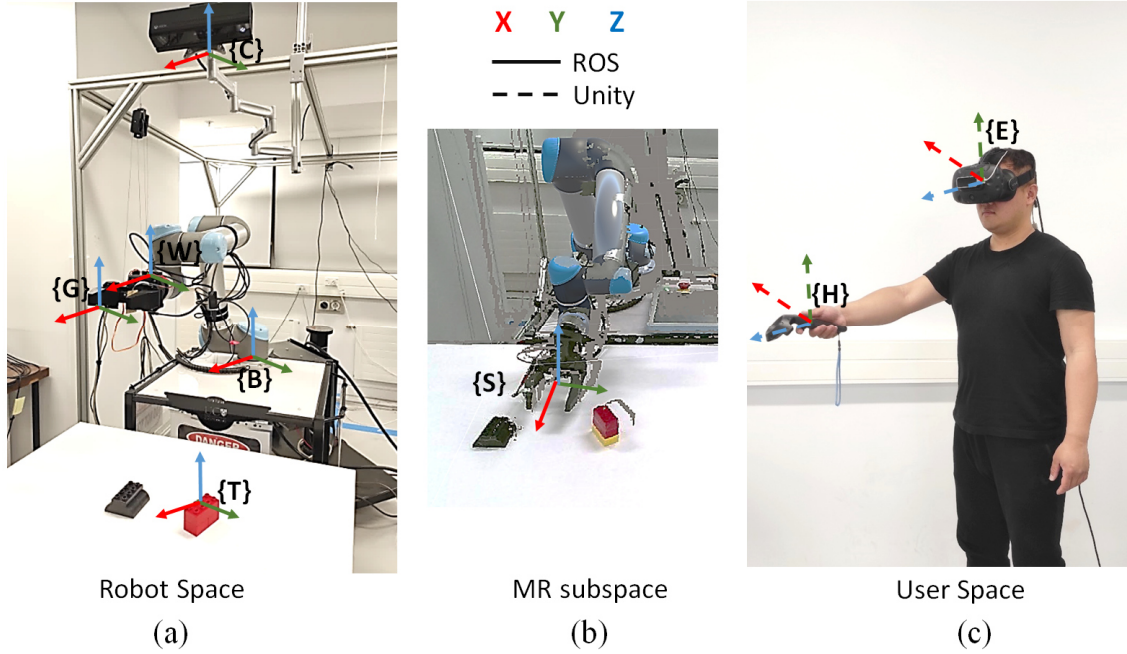 X Y Z
ROS
Unity
{C}
{W}
{G}
{B}
DANGER
{T}
{S}
{E}
{H}
Robot Space
MR subspace
User Space
(a)
(b)
(c)